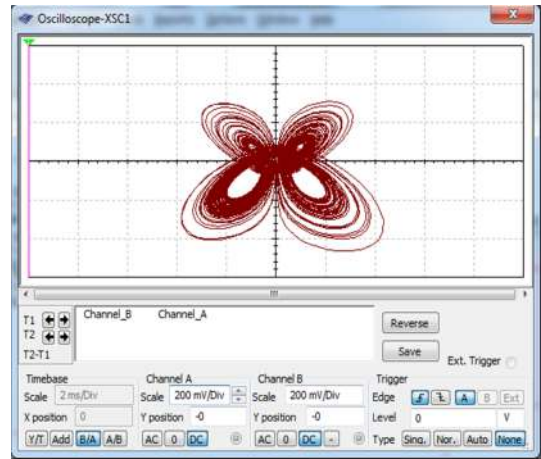 Oscilloscope-XSC1
T1
T2
T2-T1
Channel_B Channel_A
Reverse
Save
Ext. Trigger
Timebase
Scale 2 ms/Div
X position 0
Y/T Add B/A A/B
Channel A
Scale 200 mV/Div
Y position -0
AC 0 DC
Channel B
Scale 200 mV/Div
Y position -0
AC 0 DC -
Trigger
Edge A B Ext
Level 0 V
Type Sing. Nor. Auto None